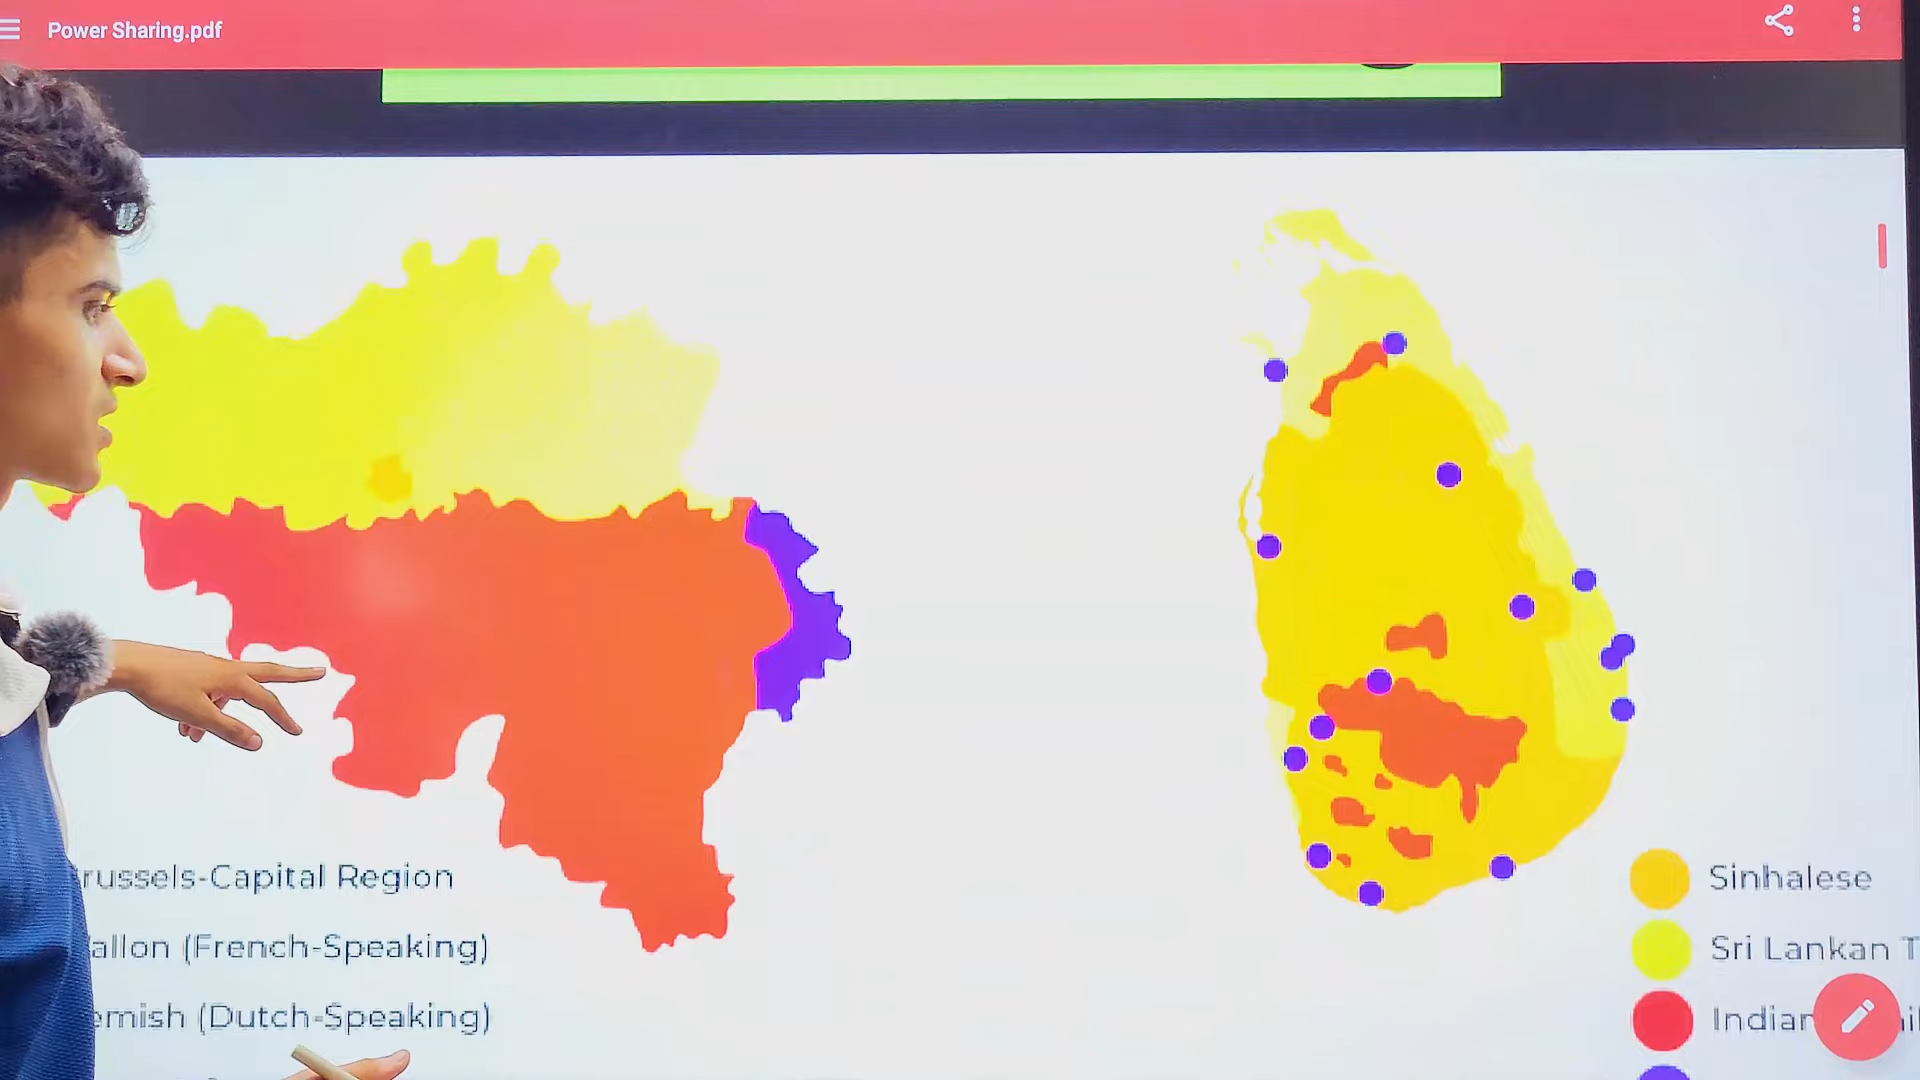 Power Sharing.pdf
russels-Capital Region
allon (French-Speaking)
emish (Dutch-Speaking)
Sinhalese
Sri Lankan T
Indian